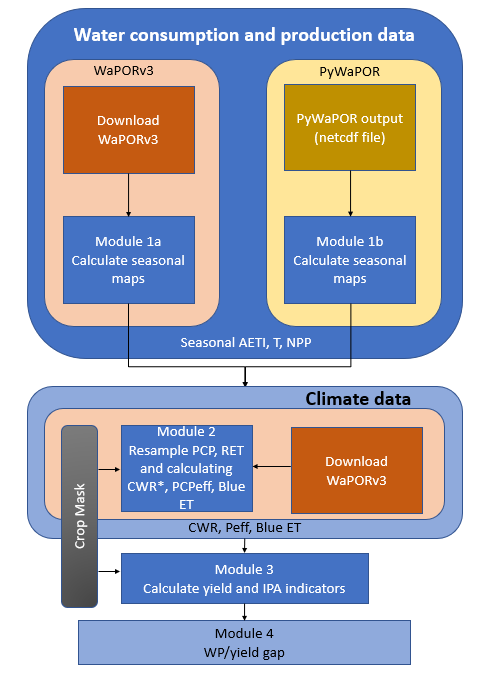 Water consumption and production data
WaPORv3
PyWaPOR
Download
WaPORv3
PyWaPOR output
(netcdf file)
Module 1a
Calculate seasonal
maps
Module 1b
Calculate seasonal
maps
Seasonal AETI, T, NPP
Climate data
Crop Mask
Module 2
Resample PCP, RET
and calculating
CWR*, PCPeff, Blue
ET
Download
WaPORv3
CWR, Peff, Blue ET
Module 3
Calculate yield and IPA indicators
Module 4
WP/yield gap